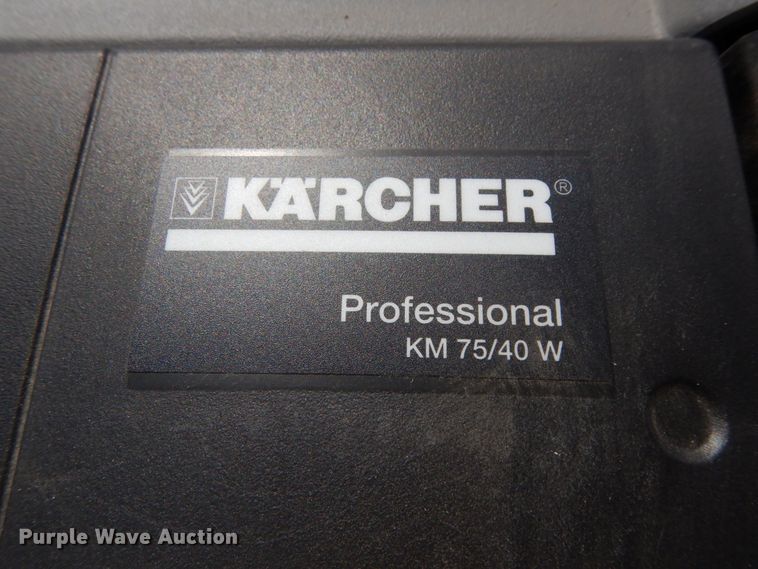 KÄRCHER®
Professional
KM 75/40 W
Purple Wave Auction